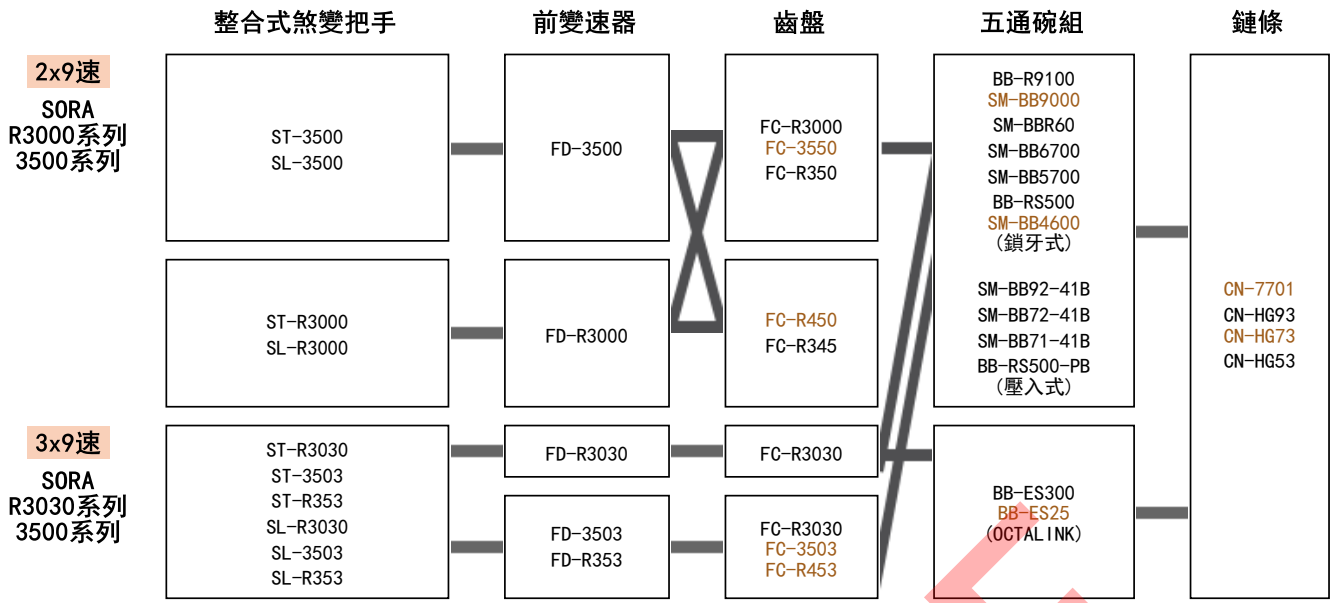 整合式煞變把手
前變速器
齒盤
五通碗組
鏈條
2x9速
SORA
R3000系列
3500系列
ST-3500
SL-3500
FD-3500
FC-R3000
FC-3550
FC-R350
BB-R9100
SM-BB9000
SM-BBR60
SM-BB6700
SM-BB5700
BB-RS500
SM-BB4600
(鎖牙式)
SM-BB92-41B
SM-BB72-41B
SM-BB71-41B
BB-RS500-PB
(壓入式)
CN-7701
CN-HG93
CN-HG73
CN-HG53
ST-R3000
SL-R3000
FD-R3000
FC-R450
FC-R345
3x9速
SORA
R3030系列
3500系列
ST-R3030
ST-3503
ST-R353
SL-R3030
SL-3503
SL-R353
FD-R3030
FC-R3030
FD-3503
FD-R353
FC-R3030
FC-3503
FC-R453
BB-ES300
BB-ES25
(OCTALINK)